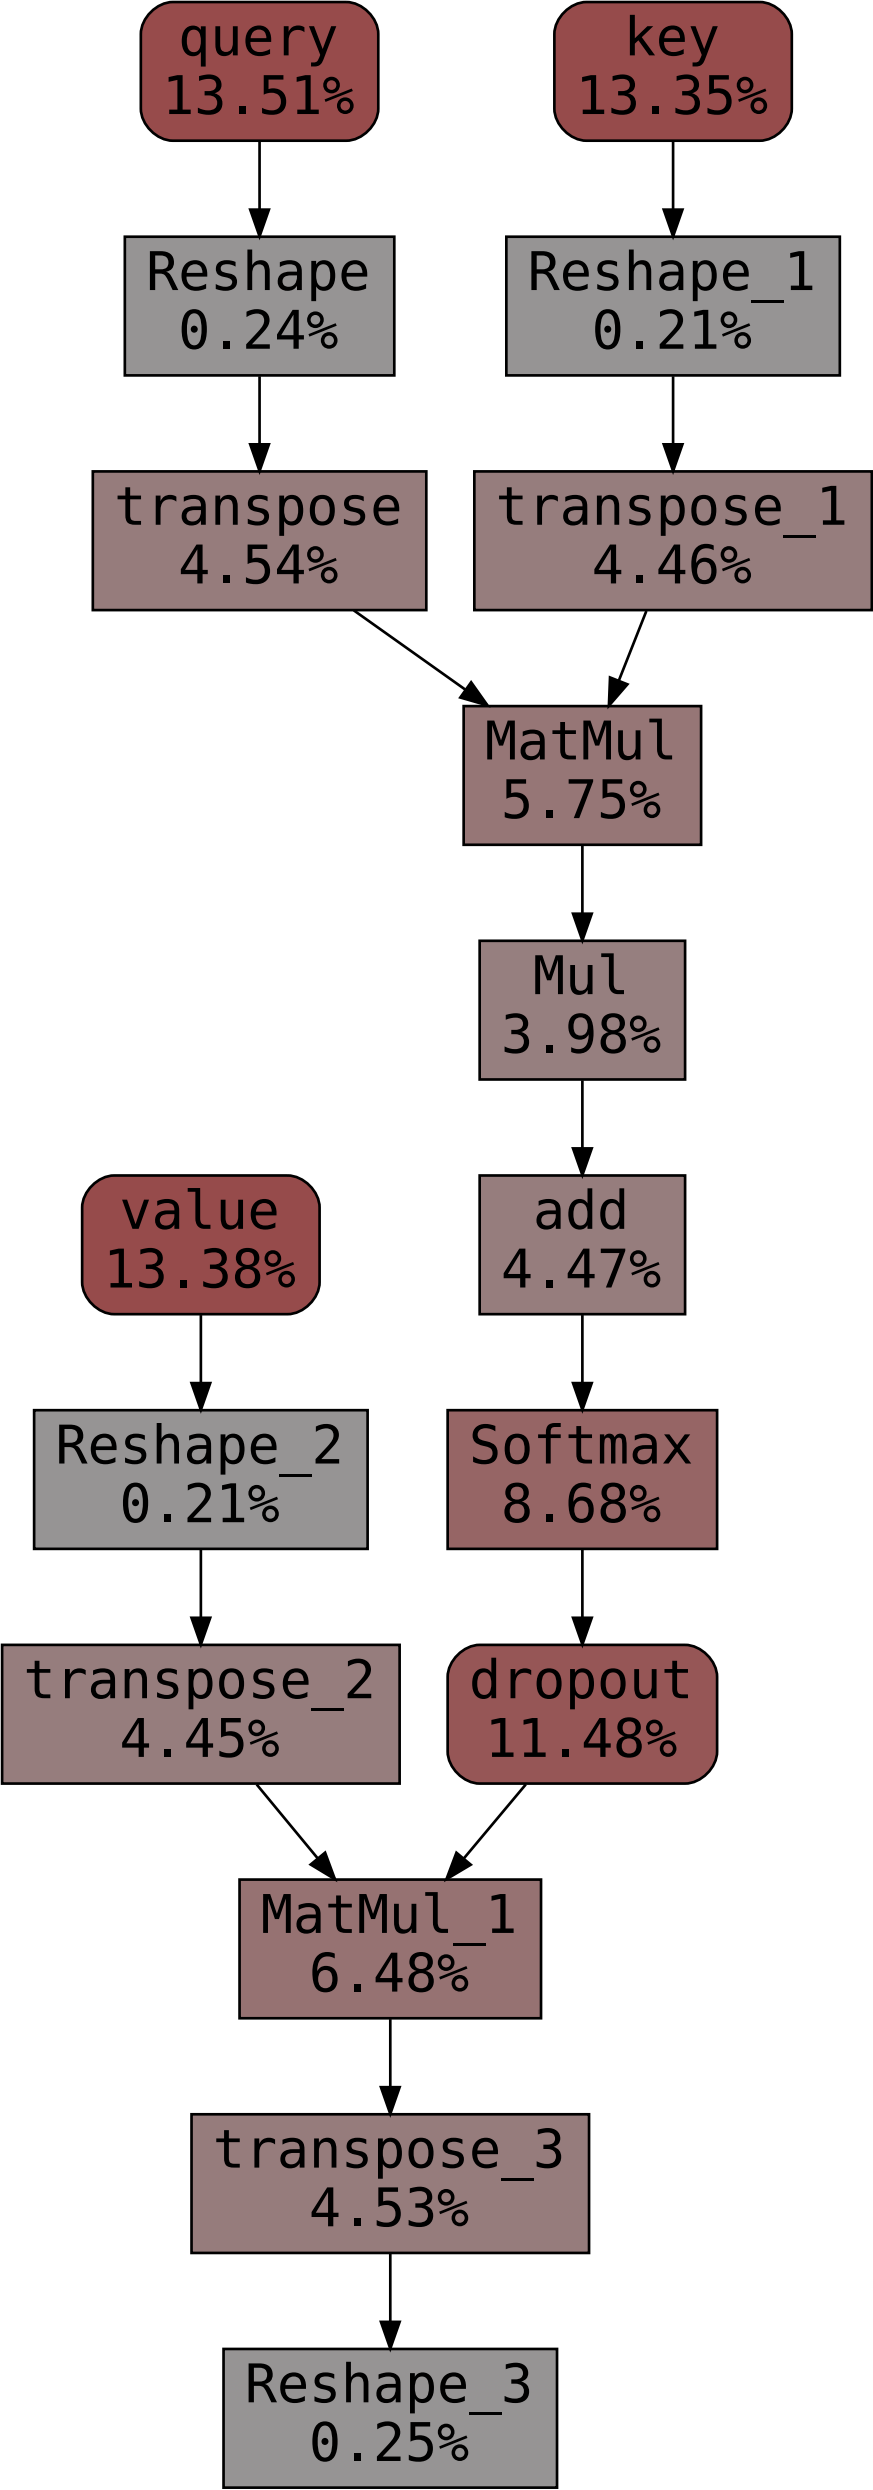 query
13.51%
key
13.35%
Reshape
0.24%
Reshape_1
0.21%
transpose
4.54%
transpose_1
4.46%
MatMul
5.75%
Mul
3.98%
add
4.47%
value
13.38%
Reshape_2
0.21%
Softmax
8.68%
transpose_2
4.45%
dropout
11.48%
MatMul_1
6.48%
transpose_3
4.53%
Reshape_3
0.25%